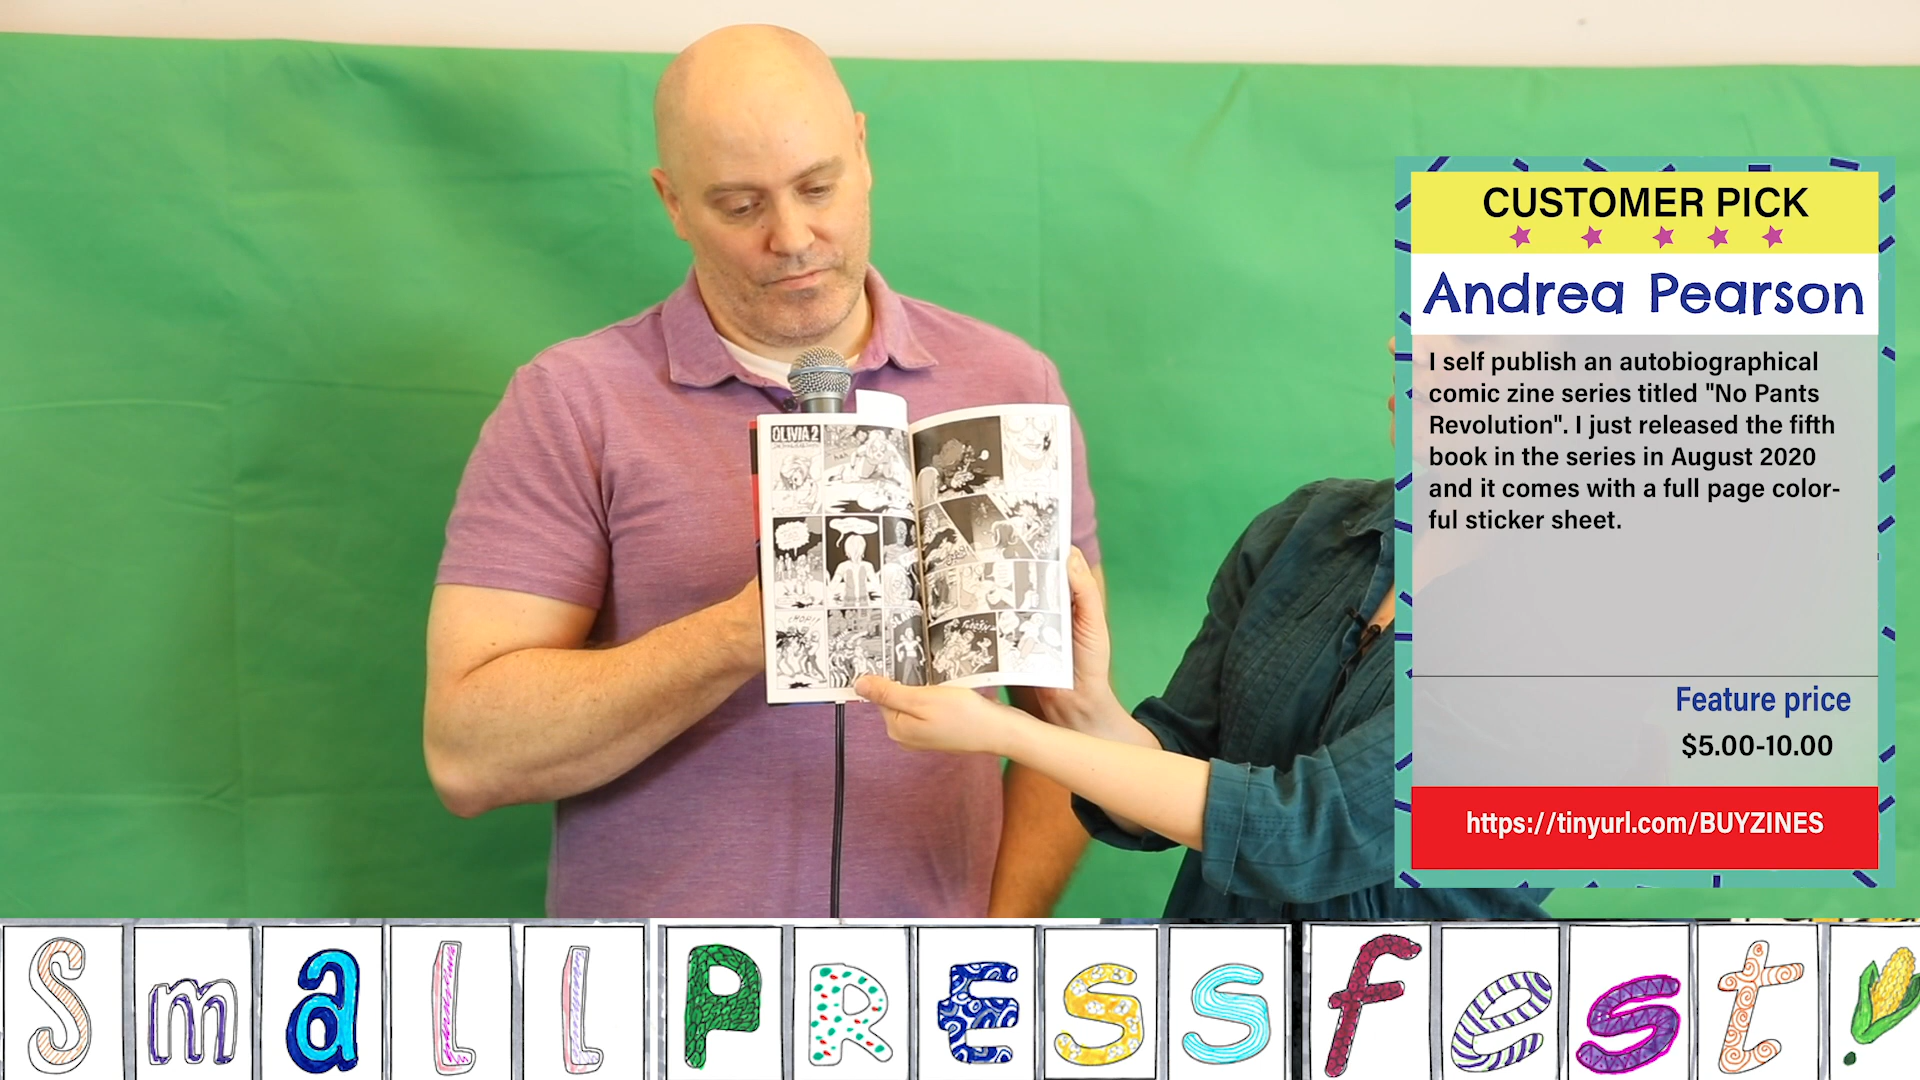 CUSTOMER PICK
Andrea Pearson
I self publish an autobiographical
comic zine series titled "No Pants
Revolution". I just released the fifth
book in the series in August 2020
and it comes with a full page color-
ful sticker sheet.
Feature price
$5.00-10.00
https://tinyurl.com/BUYZINES
OLIVIA 2
Small PRESS fest